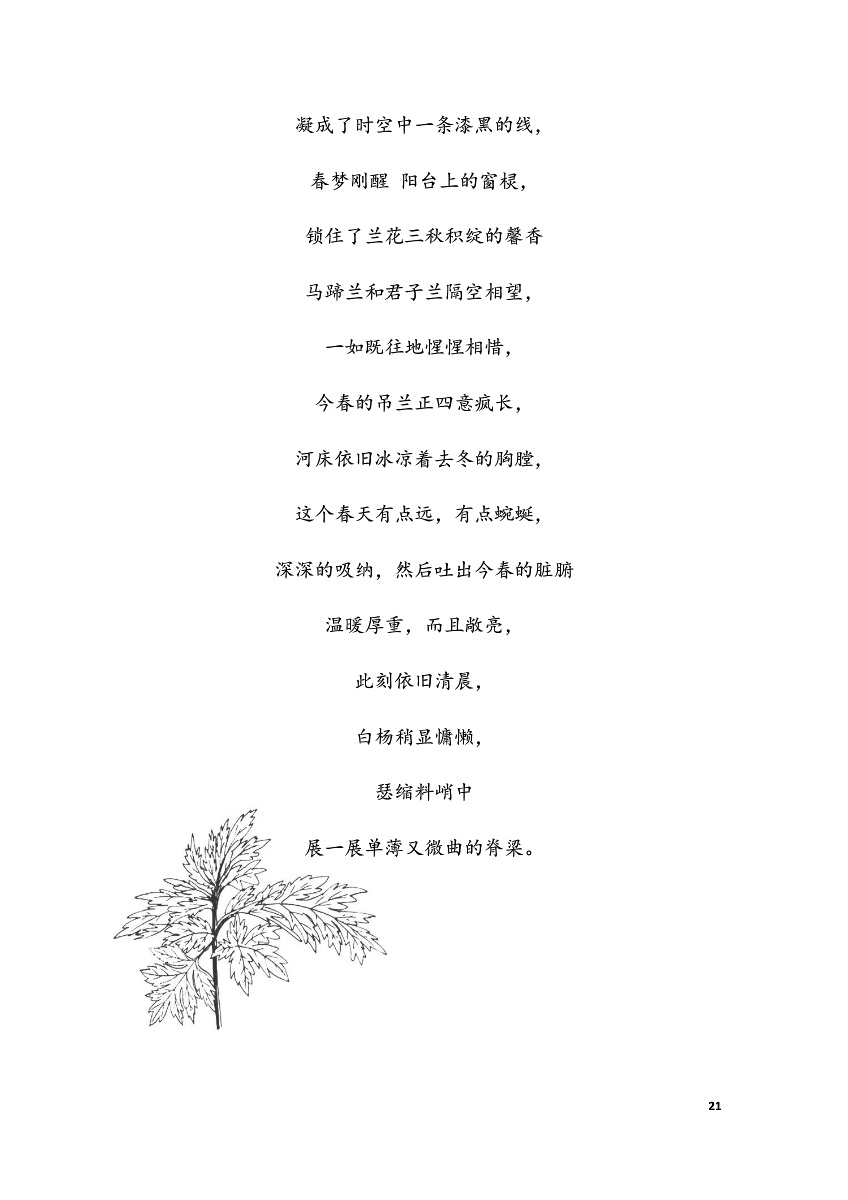 凝成了时空中一条漆黑的线，
春梦刚醒 阳台上的窗棂，
锁住了兰花三秋积绽的馨香
马蹄兰和君子兰隔空相望，
一如既往地惺惺相惜，
今春的吊兰正四意疯长，
河床依旧冰凉着去冬的胸膛，
这个春天有点远，有点蜿蜒，
深深的吸纳，然后吐出今春的脏腑
温暖厚重，而且敞亮，
此刻依旧清晨，
白杨稍显慵懒，
瑟缩料峭中
展一展单薄又微曲的脊梁。
21